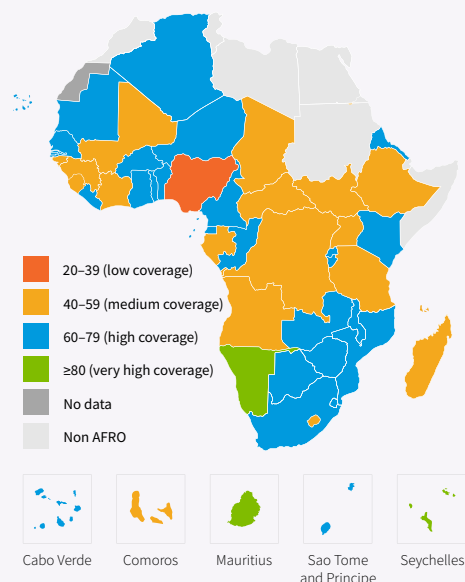 20–39 (low coverage)
40–59 (medium coverage)
60–79 (high coverage)
≥80 (very high coverage)
No data
Non AFRO
Cabo Verde
Comoros
Mauritius
Sao Tome
and Principe
Seychelles